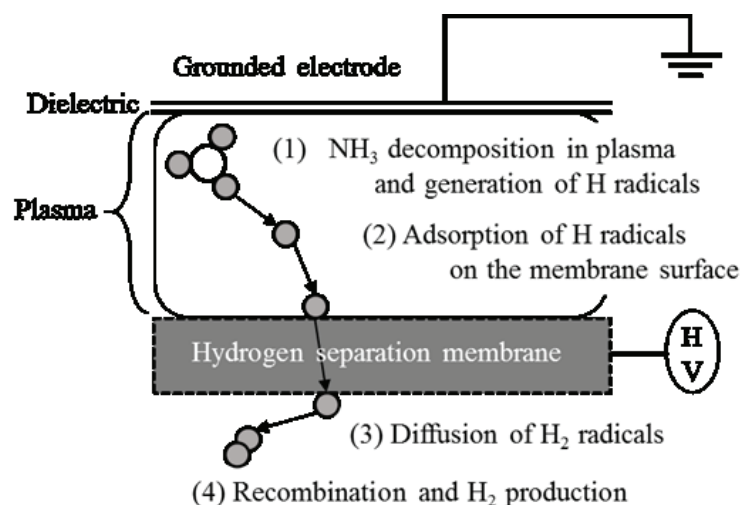 Grounded electrode
Dielectric
(1) NH₃ decomposition in plasma
and generation of H radicals
Plasma
(2) Adsorption of H radicals
on the membrane surface
Hydrogen separation membrane
H
V
(3) Diffusion of H₂ radicals
(4) Recombination and H₂ production